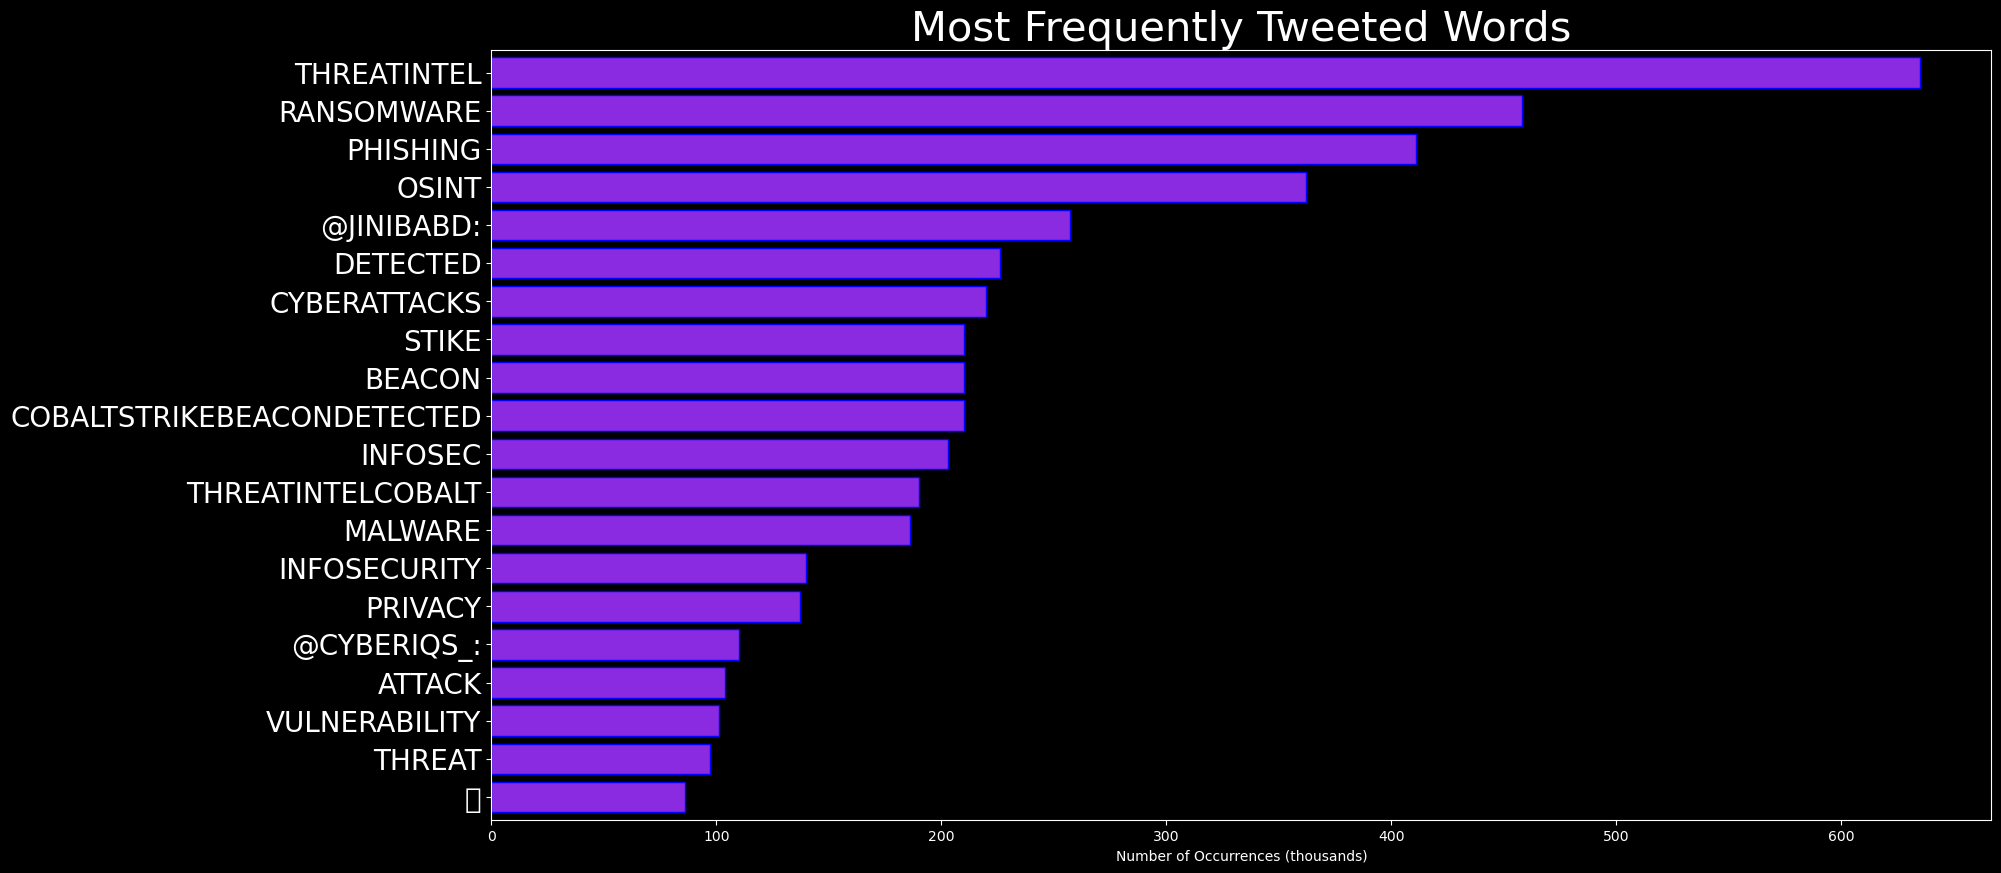 Most Frequently Tweeted Words
THREATINTEL
RANSOMWARE
PHISHING
OSINT
@JINIBABD:
DETECTED
CYBERATTACKS
STIKE
BEACON
COBALTSTRIKEBEACONDETECTED
INFOSEC
THREATINTELCOBALT
MALWARE
INFOSECURITY
PRIVACY
@CYBERIQS_:
ATTACK
VULNERABILITY
THREAT
0 100 200 300 400 500 600
Number of Occurrences (thousands)